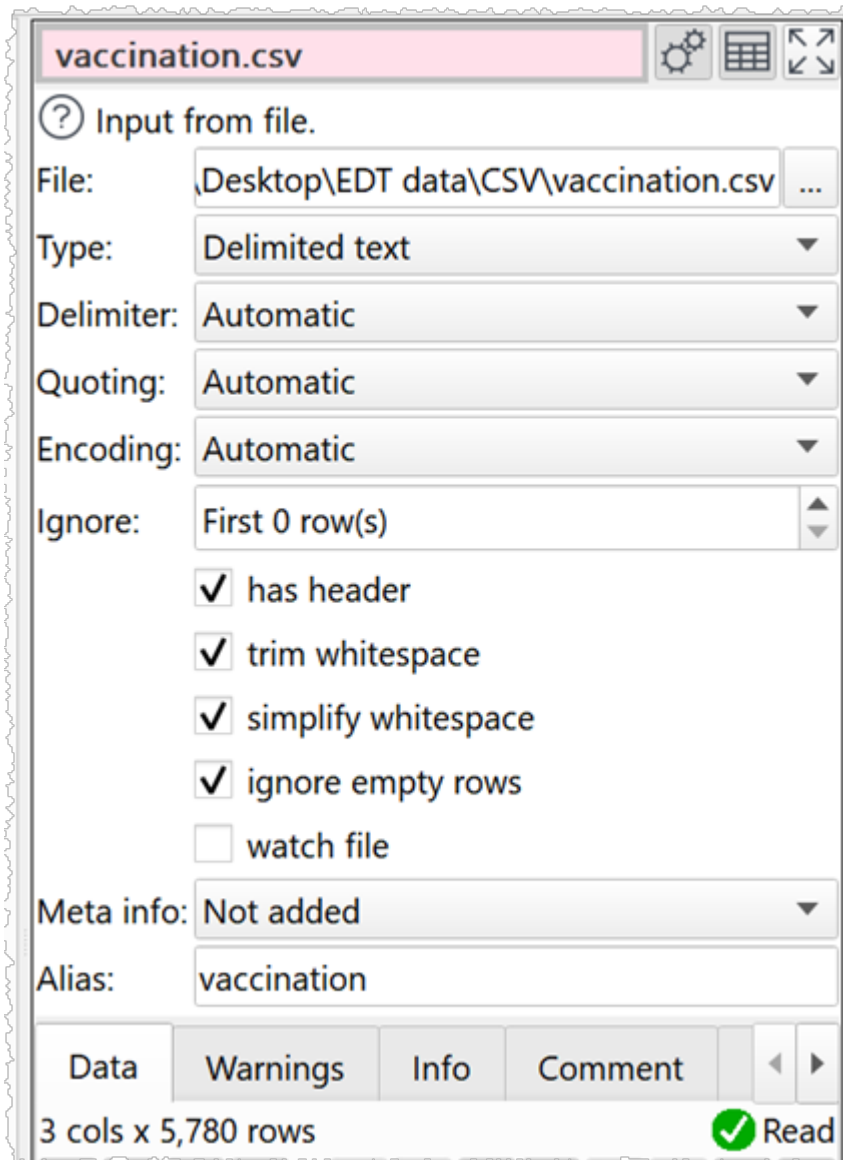 vaccination.csv
? Input from file.
File: \Desktop\EDT data\CSV\vaccination.csv ...
Type: Delimited text
Delimiter: Automatic
Quoting: Automatic
Encoding: Automatic
Ignore: First 0 row(s)
has header
trim whitespace
simplify whitespace
ignore empty rows
watch file
Meta info: Not added
Alias: vaccination
Data Warnings Info Comment
3 cols x 5,780 rows Read